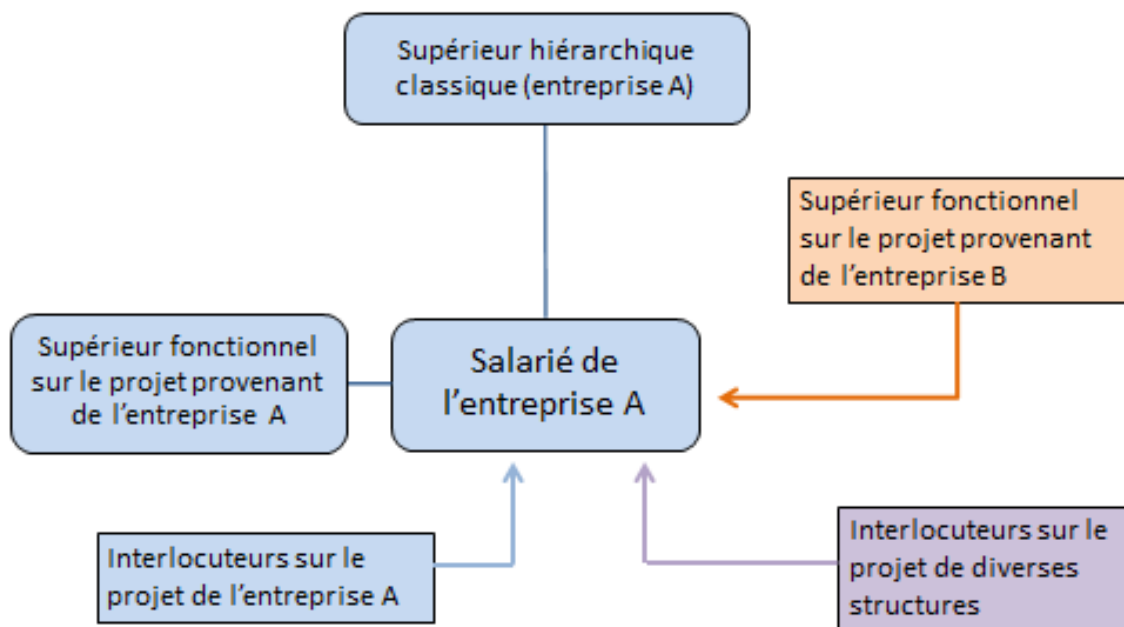 Supérieur hiérarchique
classique (entreprise A)
Supérieur fonctionnel
sur le projet provenant
de l'entreprise B
Supérieur fonctionnel
sur le projet provenant
de l'entreprise A
Salarié de
l'entreprise A
Interlocuteurs sur le
projet de l'entreprise A
Interlocuteurs sur le
projet de diverses
structures